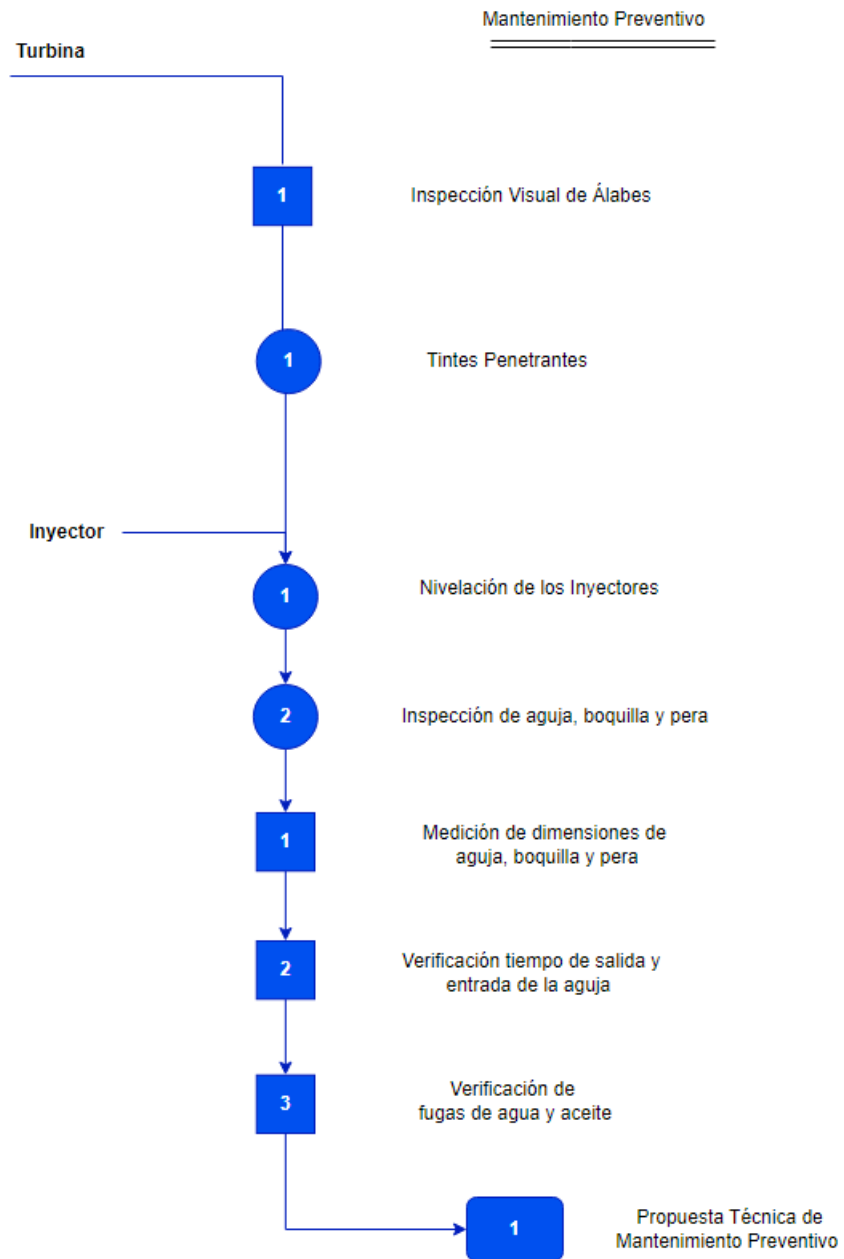 Mantenimiento Preventivo
Turbina
1
Inspección Visual de Álabes
1
Tintes Penetrantes
Inyector
1
Nivelación de los Inyectores
2
Inspección de aguja, boquilla y pera
1
Medición de dimensiones de
aguja, boquilla y pera
2
Verificación tiempo de salida y
entrada de la aguja
3
Verificación de
fugas de agua y aceite
1
Propuesta Técnica de
Mantenimiento Preventivo